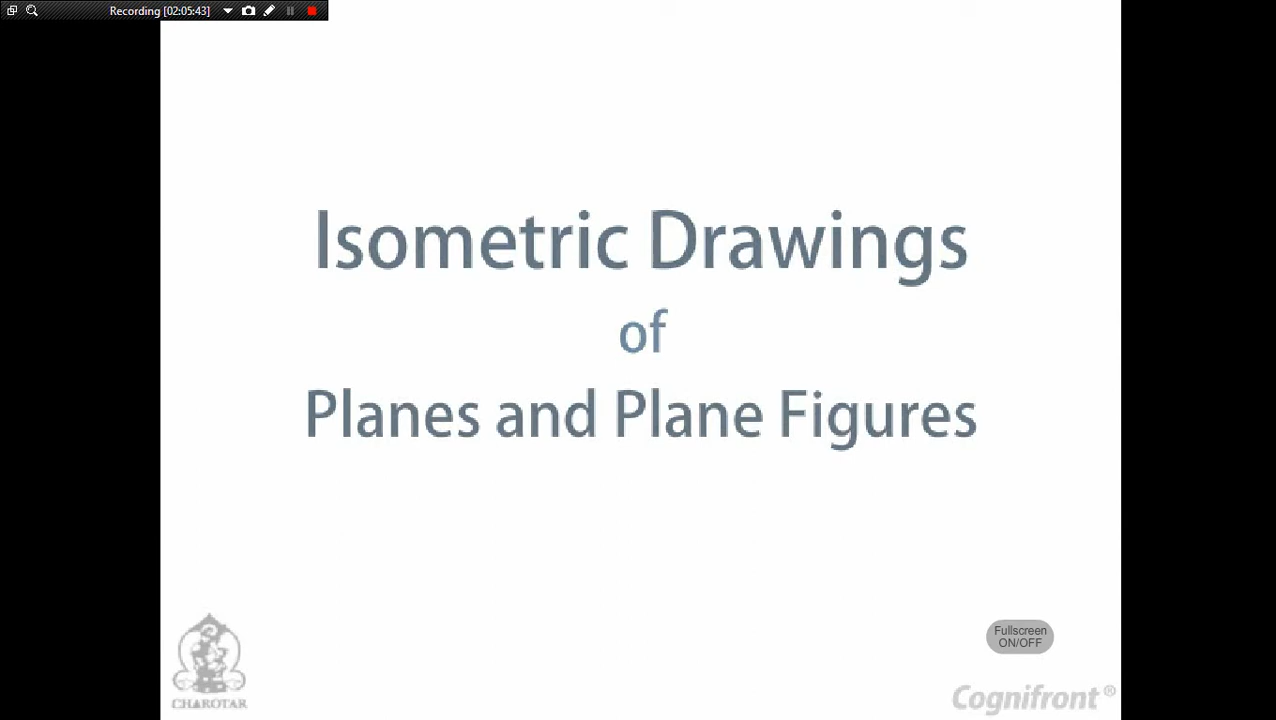 Recording [02:05:43]
Isometric Drawings
of
Planes and Plane Figures
Fullscreen
ON/OFF
CHAROTAR
Cognifront ®